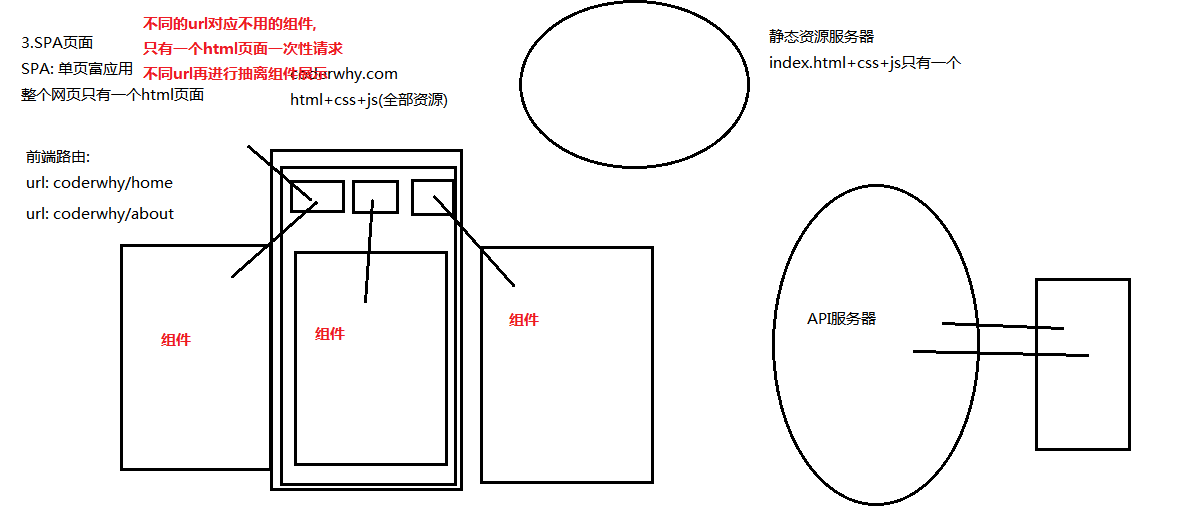 不同的url对应不用的组件,
只有一个html页面一次性请求
不同url再进行抽离组件展示
3.SPA页面
SPA: 单页富应用
整个网页只有一个html页面
coderwhy.com
html+css+js(全部资源)
静态资源服务器
index.html+css+js只有一个
前端路由:
url: coderwhy/home
url: coderwhy/about
组件
组件
组件
API服务器